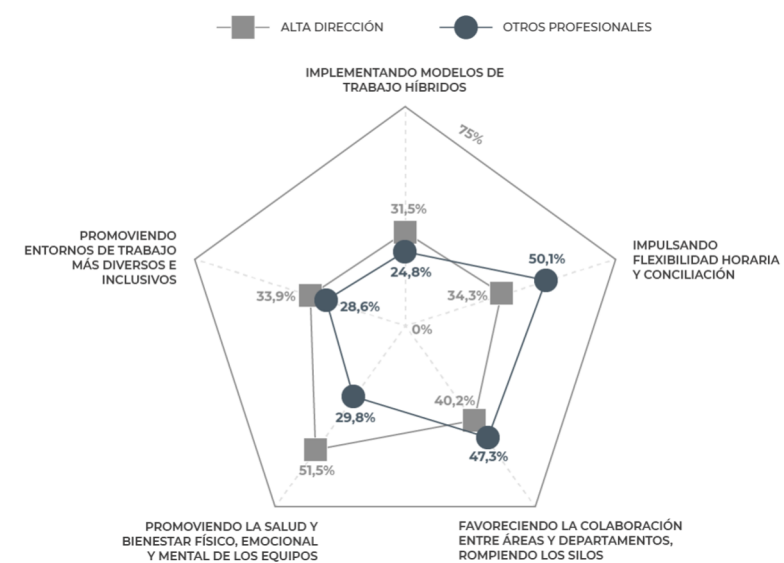 ALTA DIRECCIÓN
OTROS PROFESIONALES
IMPLEMENTANDO MODELOS DE
TRABAJO HÍBRIDOS
75%
31,5%
24,8%
PROMOVIENDO
ENTORNOS DE TRABAJO
MÁS DIVERSOS E
INCLUSIVOS
IMPULSANDO
FLEXIBILIDAD HORARIA
Y CONCILIACIÓN
50,1%
34,3%
33,9%
28,6%
0%
40,2%
29,8%
47,3%
51,5%
PROMOVIENDO LA SALUD Y
BIENESTAR FÍSICO, EMOCIONAL
Y MENTAL DE LOS EQUIPOS
FAVORECIENDO LA COLABORACIÓN
ENTRE ÁREAS Y DEPARTAMENTOS,
ROMPIENDO LOS SILOS